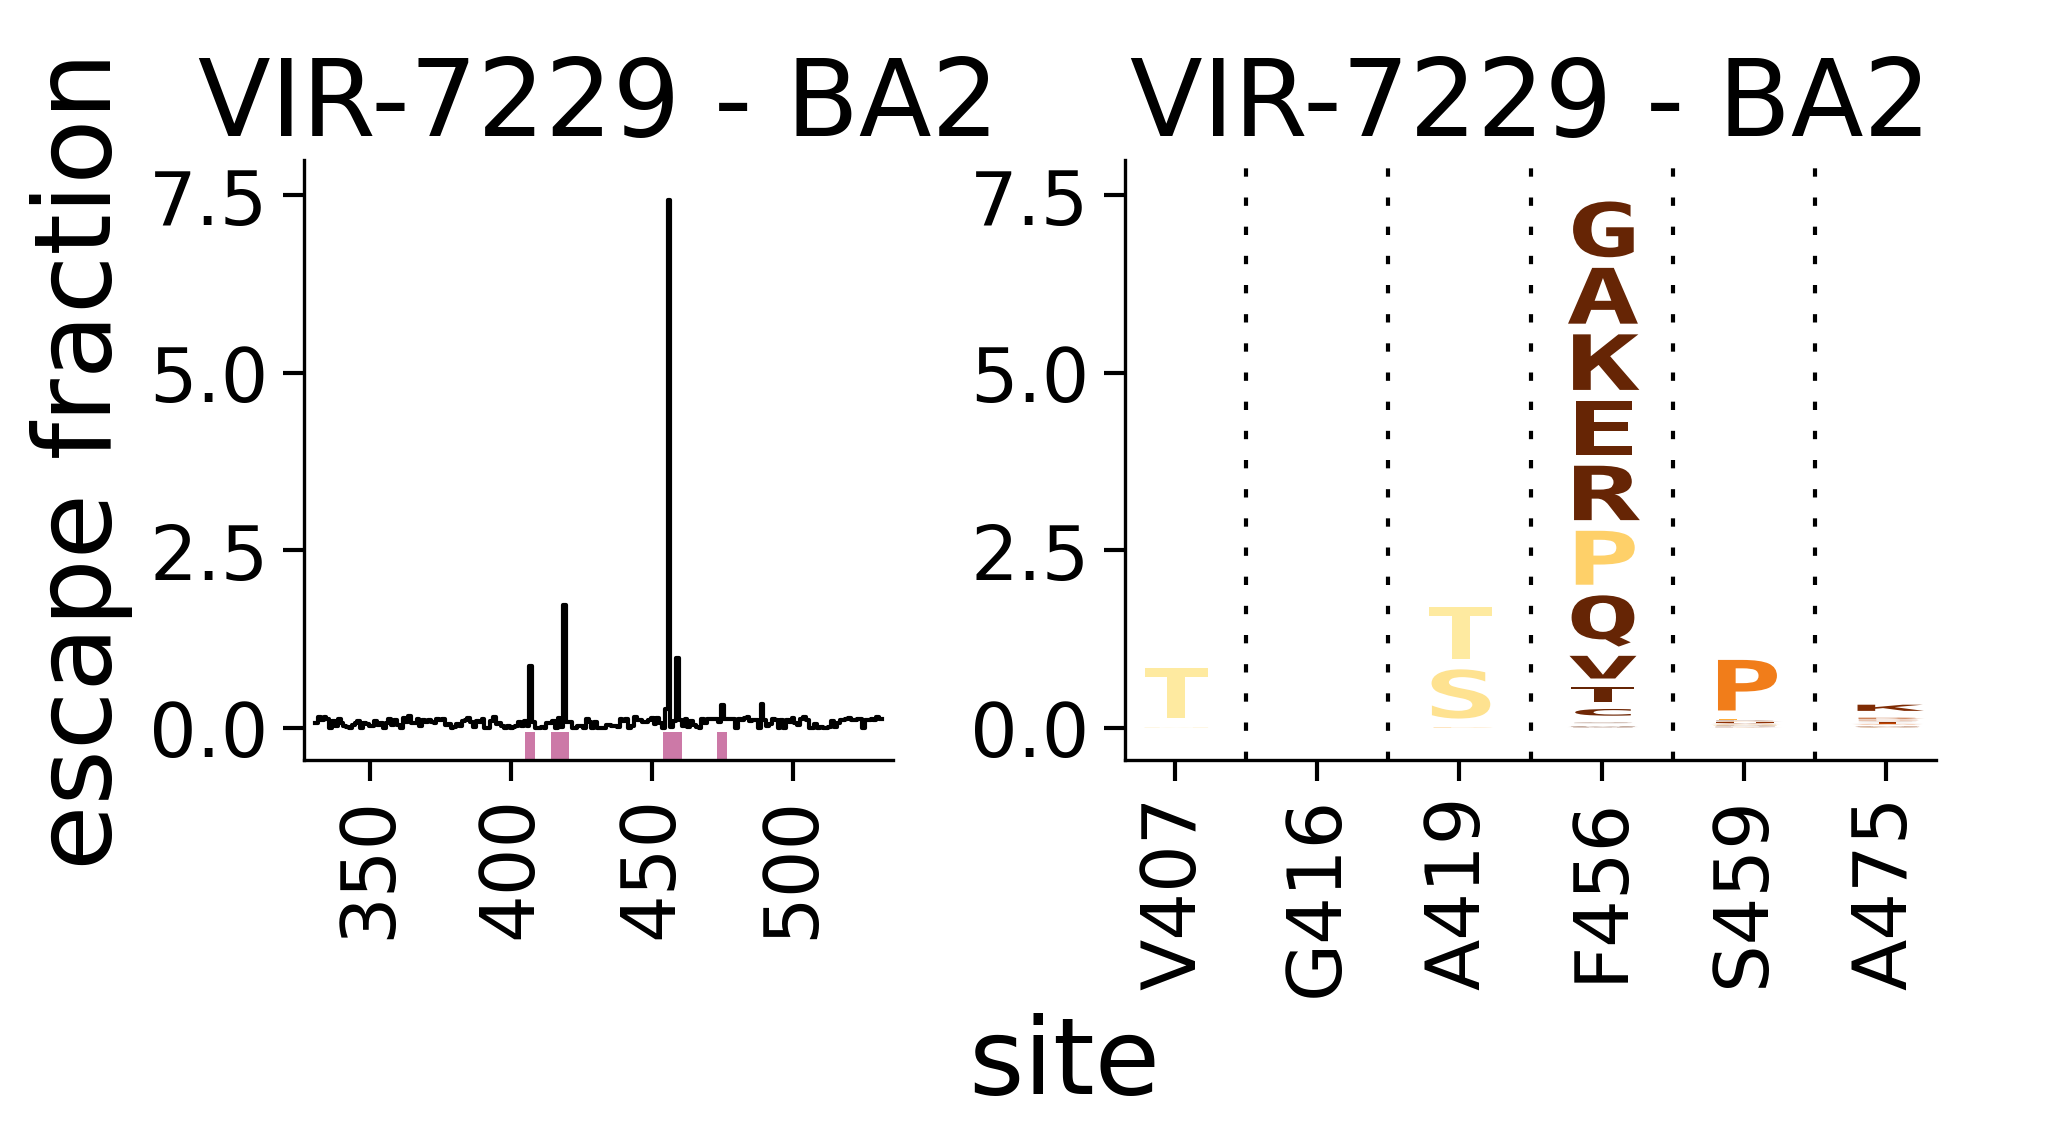 VIR-7229 - BA2
VIR-7229 - BA2
escape fraction
7.5
5.0
2.5
0.0
350
400
450
500
7.5
5.0
2.5
0.0
T
T
S
G
A
K
E
R
P
Q
V
T
C
P
K
V407
G416
A419
F456
S459
A475
site